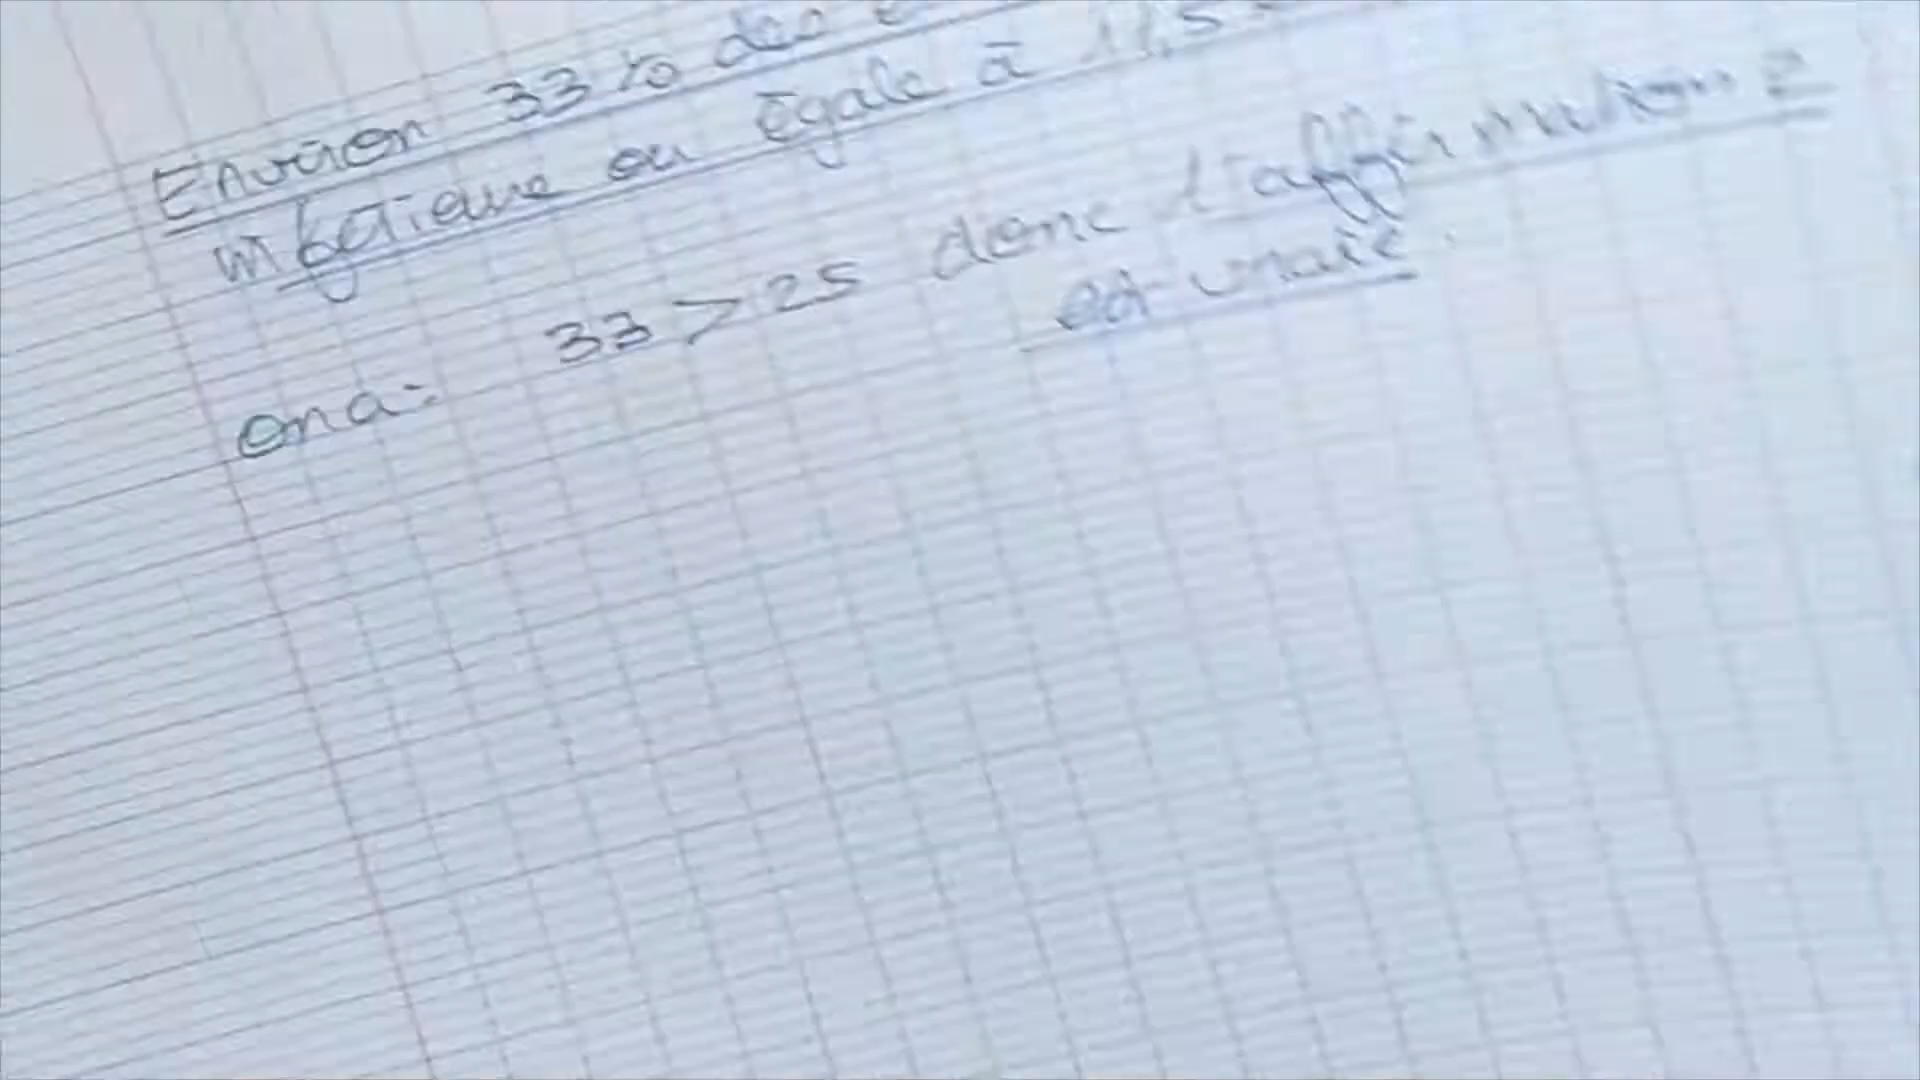 Environ 33 % des
inférieure ou égale à 11,5
on a : 33 > 25 donc l'affirmation 2
est vraie.